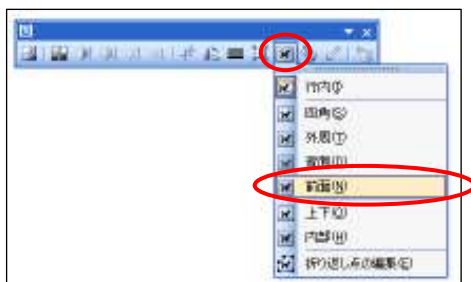 行内(I)
四角(S)
外周(T)
背面(D)
前面(N)
上下(O)
内部(H)
折り返し点の編集(E)